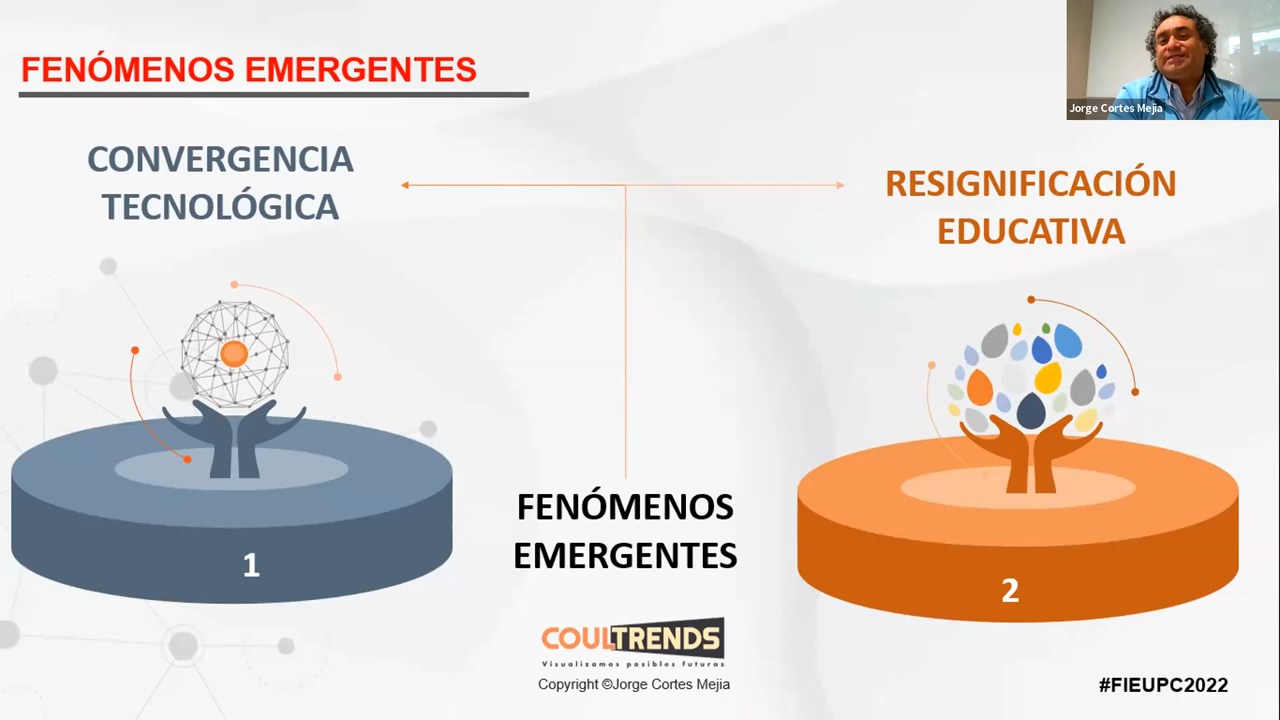 FENÓMENOS EMERGENTES
Jorge Cortes Mejia
CONVERGENCIA
TECNOLÓGICA
RESIGNIFICACIÓN
EDUCATIVA
1
FENÓMENOS
EMERGENTES
2
COULTRENDS
Visualizamos posibles futuros
Copyright ©Jorge Cortes Mejia
#FIEUPC2022